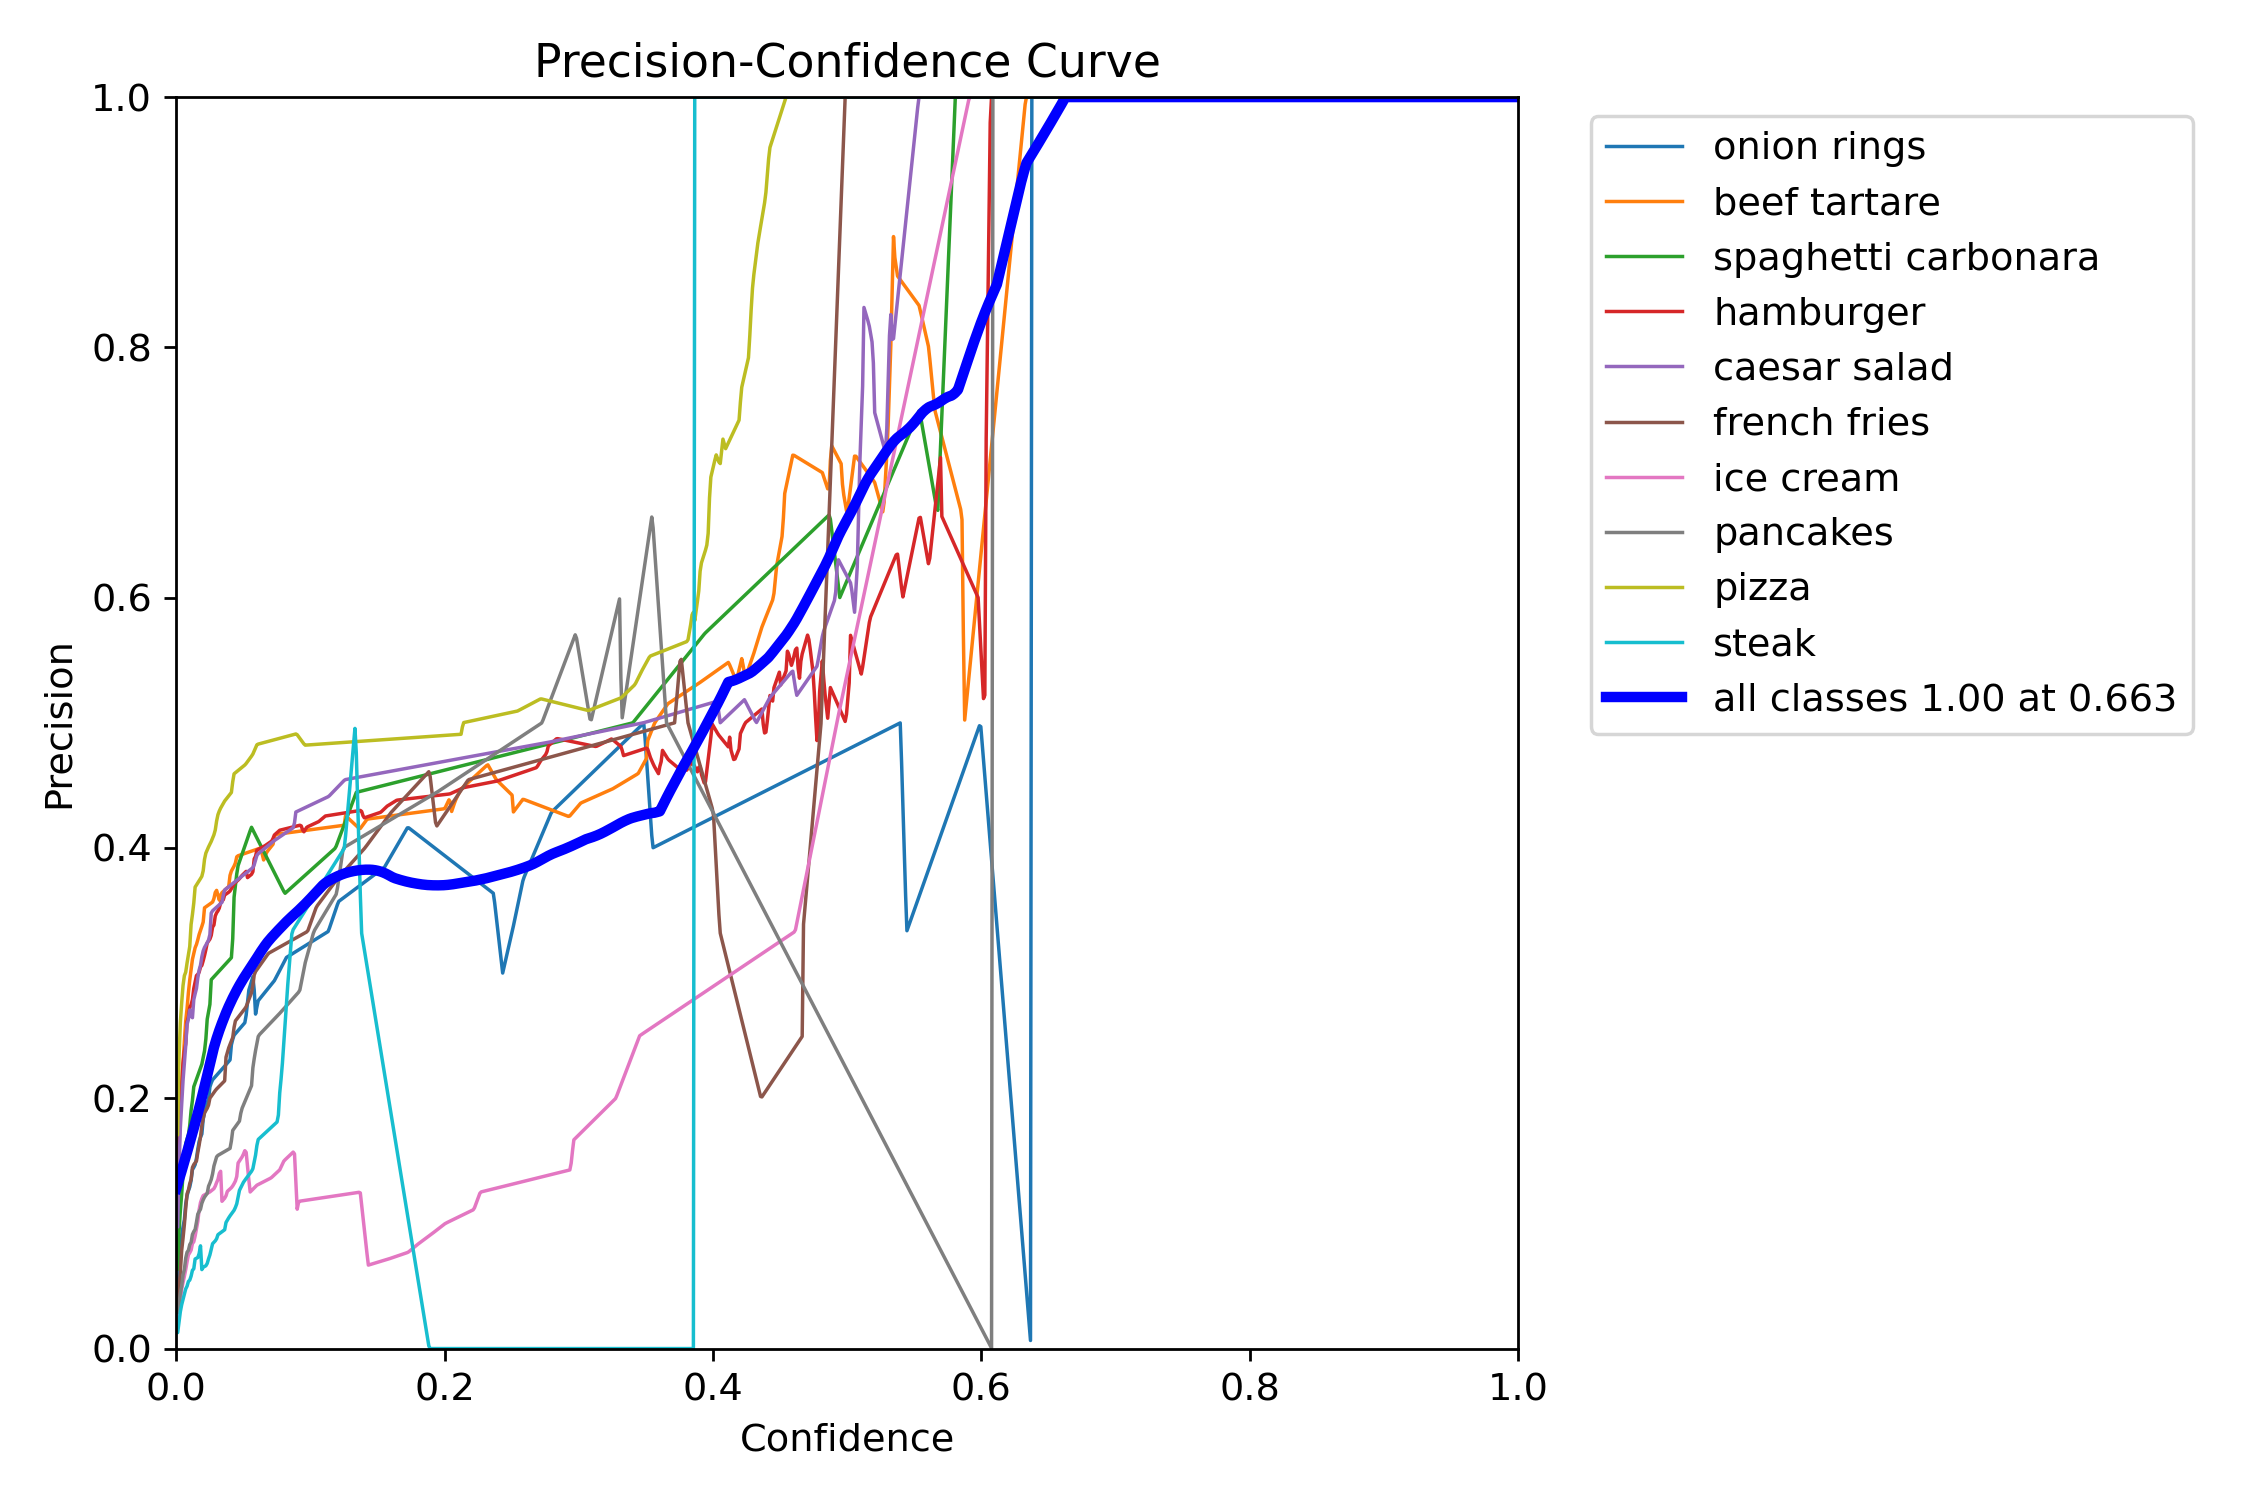 Precision-Confidence Curve
1.0
0.8
0.6
0.4
0.2
0.0
Precision
0.0 0.2 0.4 0.6 0.8 1.0
Confidence
onion rings
beef tartare
spaghetti carbonara
hamburger
caesar salad
french fries
ice cream
pancakes
pizza
steak
all classes 1.00 at 0.663